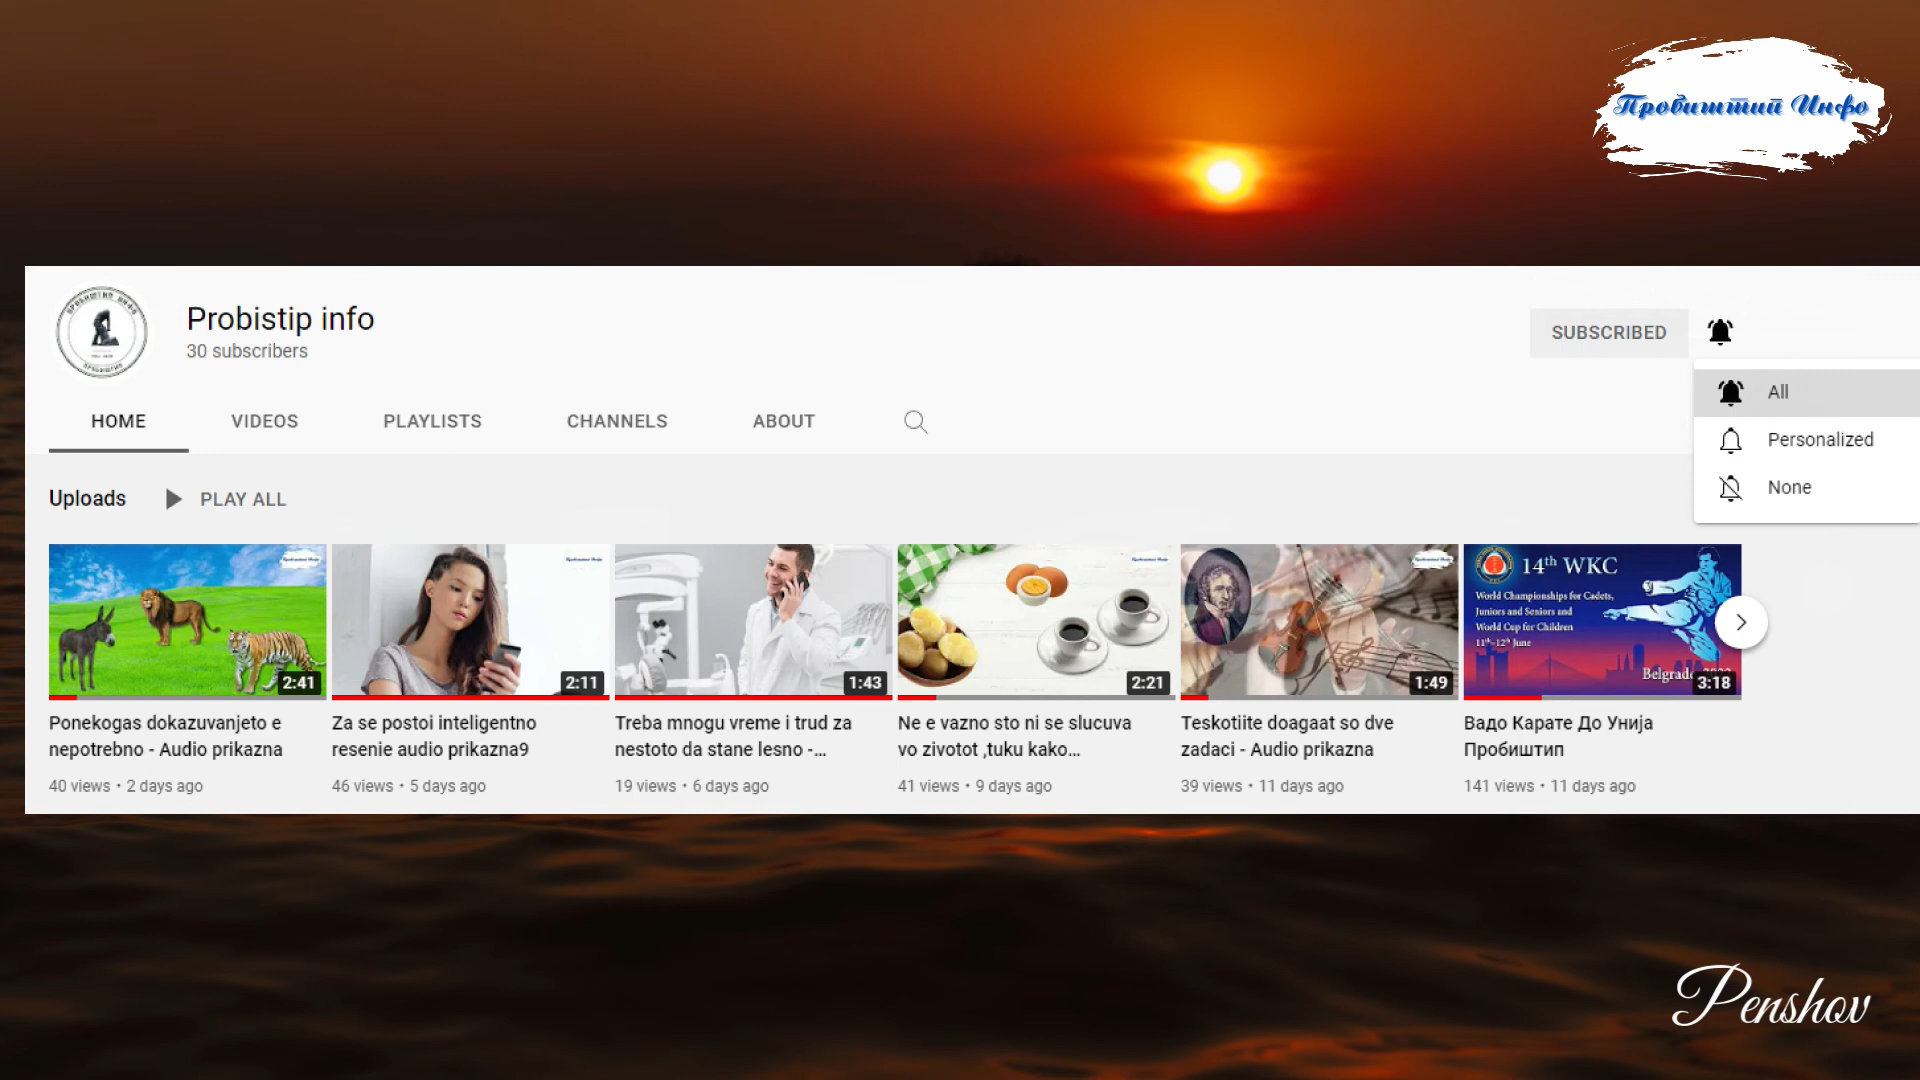 Пробиштип Инфо
Probistip info
30 subscribers
SUBSCRIBED
All
Personalized
None
HOME
VIDEOS
PLAYLISTS
CHANNELS
ABOUT
Uploads
PLAY ALL
2:41
Ponekogas dokazuvanjeto e
nepotrebno - Audio prikazna
40 views • 2 days ago
2:11
Za se postoi inteligentno
resenie audio prikazna9
46 views • 5 days ago
1:43
Treba mnogu vreme i trud za
nestoto da stane lesno -...
19 views • 6 days ago
2:21
Ne e vazno sto ni se slucuva
vo zivotot ,tuku kako...
41 views • 9 days ago
1:49
Teskotiite doagaat so dve
zadaci - Audio prikazna
39 views • 11 days ago
14th WKC
World Championships for Cadets,
Juniors and Seniors and
World Cup for Children
11th-12th June
3:18
Вадо Карате До Унија
Пробиштип
141 views • 11 days ago
Penshov